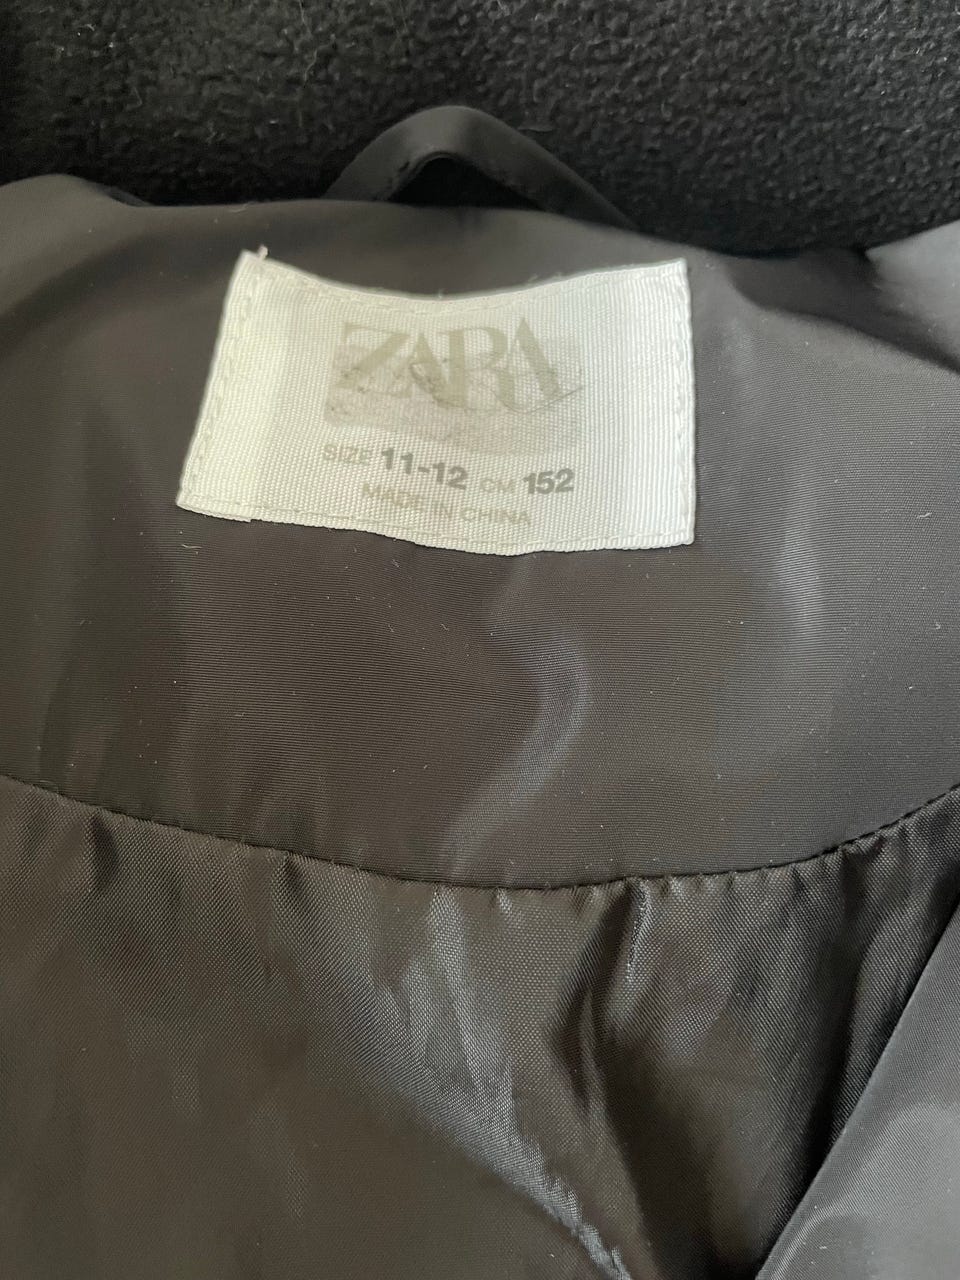 ZARA
SIZE 11-12 CM 152
MADE IN CHINA